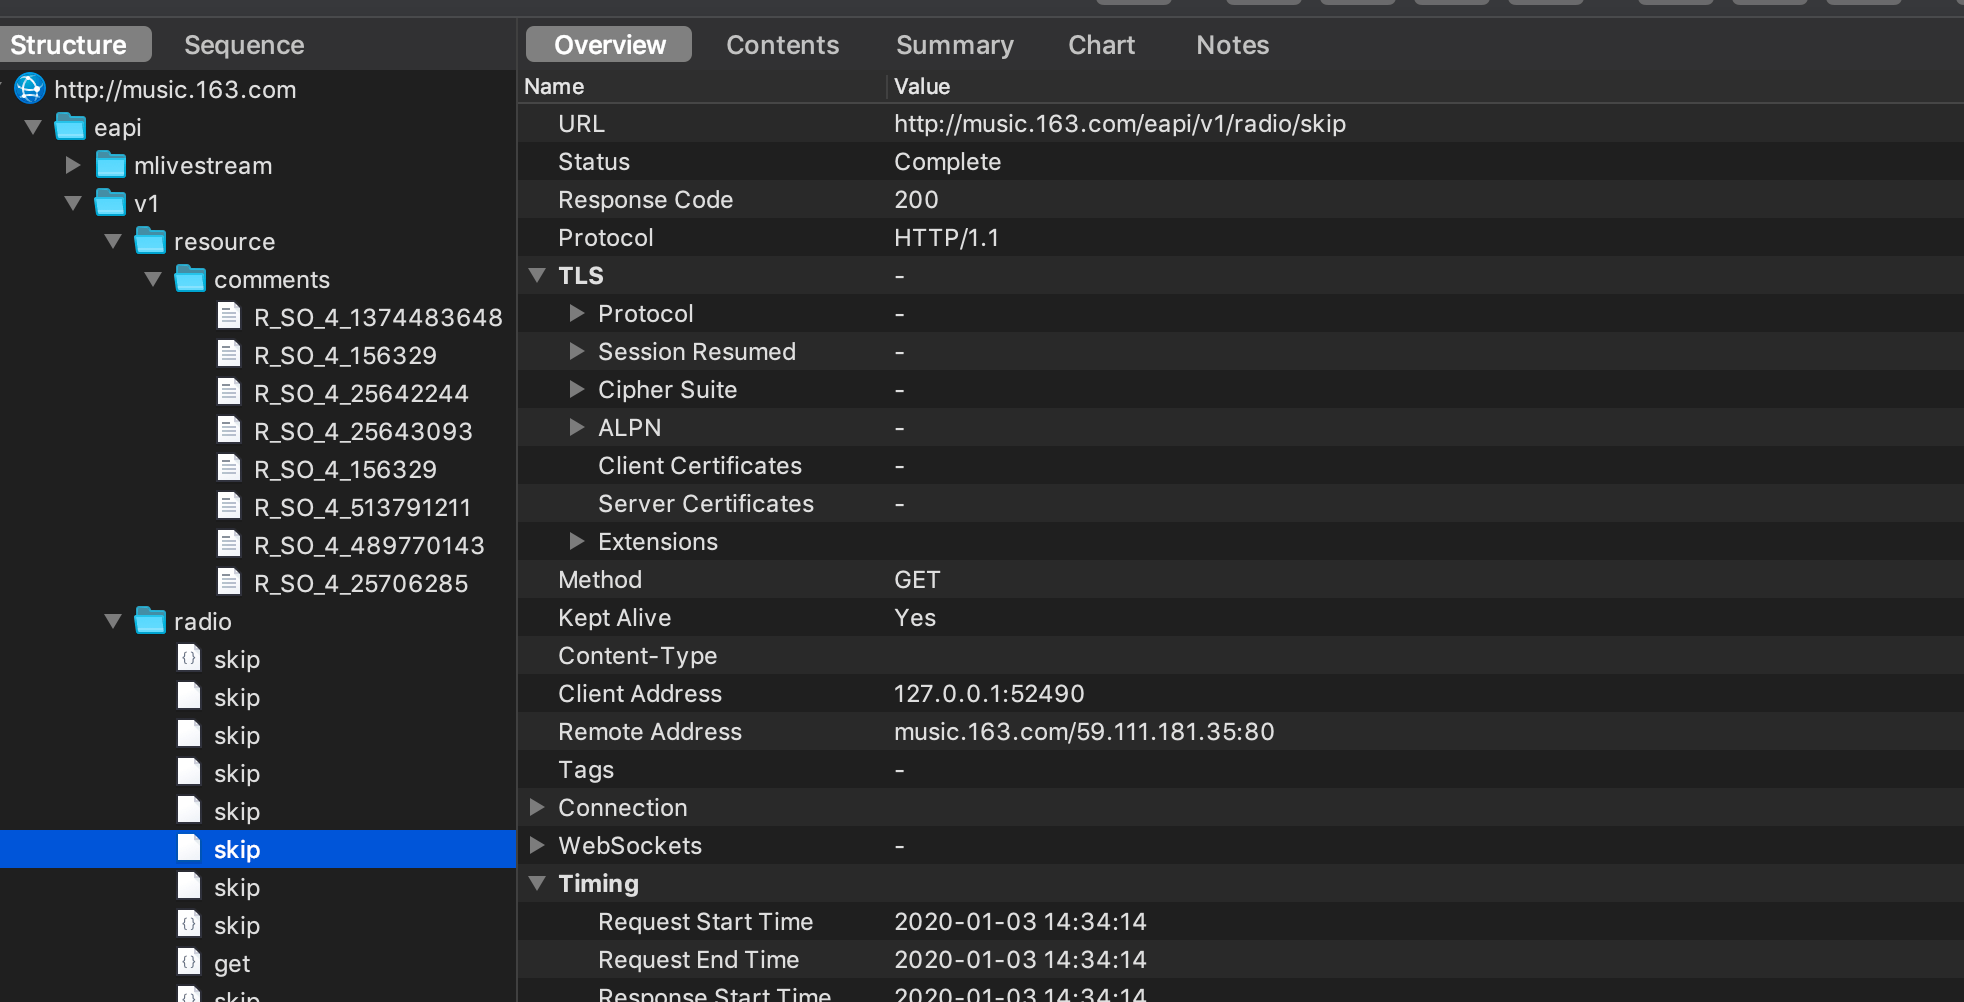 Structure Sequence
http://music.163.com
eapi
mlivestream
v1
resource
comments
R_SO_4_1374483648
R_SO_4_156329
R_SO_4_25642244
R_SO_4_25643093
R_SO_4_156329
R_SO_4_513791211
R_SO_4_489770143
R_SO_4_25706285
radio
{} skip
skip
skip
skip
skip
skip
skip
{} skip
{} get
{} skip
Overview Contents Summary Chart Notes
Name Value
URL http://music.163.com/eapi/v1/radio/skip
Status Complete
Response Code 200
Protocol HTTP/1.1
TLS -
Protocol -
Session Resumed -
Cipher Suite -
ALPN -
Client Certificates -
Server Certificates -
Extensions
Method GET
Kept Alive Yes
Content-Type
Client Address 127.0.0.1:52490
Remote Address music.163.com/59.111.181.35:80
Tags -
Connection
WebSockets -
Timing
Request Start Time 2020-01-03 14:34:14
Request End Time 2020-01-03 14:34:14
Response Start Time 2020-01-03 14:34:14